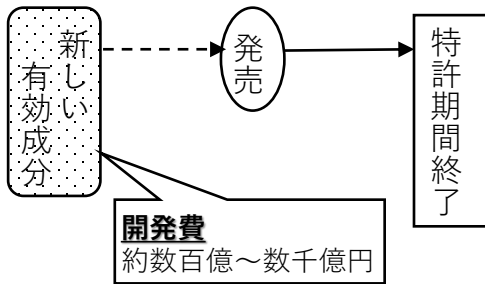 新しい
有効成分
発売
特許期間終了
開発費
約数百億～数千億円